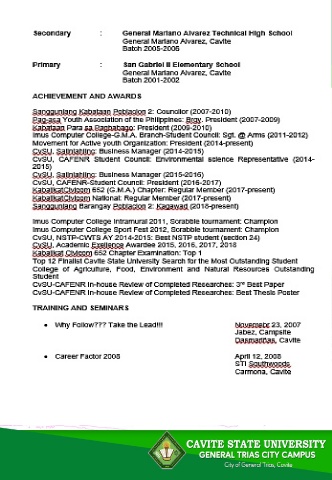 Secondary : General Mariano Alvarez Technical High School
General Mariano Alvarez, Cavite
Batch 2005-2006
Primary : San Gabriel II Elementary School
General Mariano Alvarez, Cavite
Batch 2001-2002
ACHIEVEMENT AND AWARDS
Sangguniang Kabataan Poblacion 2: Councilor (2007-2010)
Pag-asa Youth Association of the Philippines: Brgy. President (2007-2009)
Kabataan Para sa Pagbabago: President (2009-2010)
Imus Computer College-G.M.A. Branch-Student Council: Sgt. @ Arms (2011-2012)
Movement for Active youth Organization: President (2014-present)
CvSU, Salinlahing: Business Manager (2014-2015)
CvSU, CAFENR Student Council: Environmental science Representative (2014-
2015)
CvSU, Salinlahing: Business Manager (2015-2016)
CvSU, CAFENR-Student Council: President (2016-2017)
KabalikatCivicom 652 (G.M.A.) Chapter: Regular Member (2017-present)
KabalikatCivicom National: Regular Member (2017-present)
Sangguniang Barangay Poblacion 2: Kagawad (2018-present)
Imus Computer College Intramural 2011, Scrabble tournament: Champion
Imus Computer College Sport Fest 2012, Scrabble tournament: Champion
CvSU, NSTP-CWTS AY 2014-2015: Best NSTP student (section 24)
CvSU, Academic Awardee 2015, 2016, 2017, 2018
Kabalikat Civicom 652 Chapter Examination: Top 1
Top 12 Finalist Cavite State University Search for the Most Outstanding Student
College of Agriculture, Food, Environment and Natural Resources Outstanding
Student
CvSU-CAFENR In-house Review of Completed Researches: 3rd Best Paper
CvSU-CAFENR In-house Review of Completed Researches: Best Thesis Poster
TRAINING AND SEMINARS
• Why Follow??? Take the Lead!!! November 23, 2007
Jabez, Campsite
Dasmariñas, Cavite
• Career Factor 2008 April 12, 2008
STI Southwoods
Carmona, Cavite
CAVITE STATE UNIVERSITY
GENERAL TRIAS CITY CAMPUS
City of General Trias, Cavite